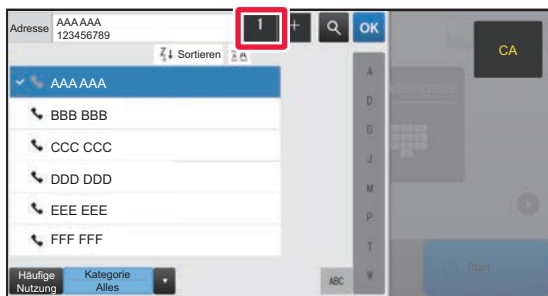 Adresse
AAA AAA
123456789
1
+
OK
CA
Sortieren
AAA AAA
BBB BBB
CCC CCC
DDD DDD
EEE EEE
FFF FFF
A
D
G
J
M
P
T
W
Häufige
Nutzung
Kategorie
Alles
ABC
Start